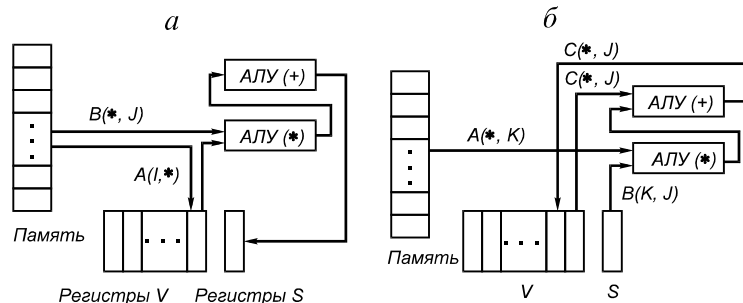 а
б
C(*, J)
C(*, J)
АЛУ (+)
АЛУ (+)
B(*, J)
АЛУ (*)
A(*, K)
АЛУ (*)
A(I,*)
B(K, J)
Память
Память
Регистры V
Регистры S
V
S